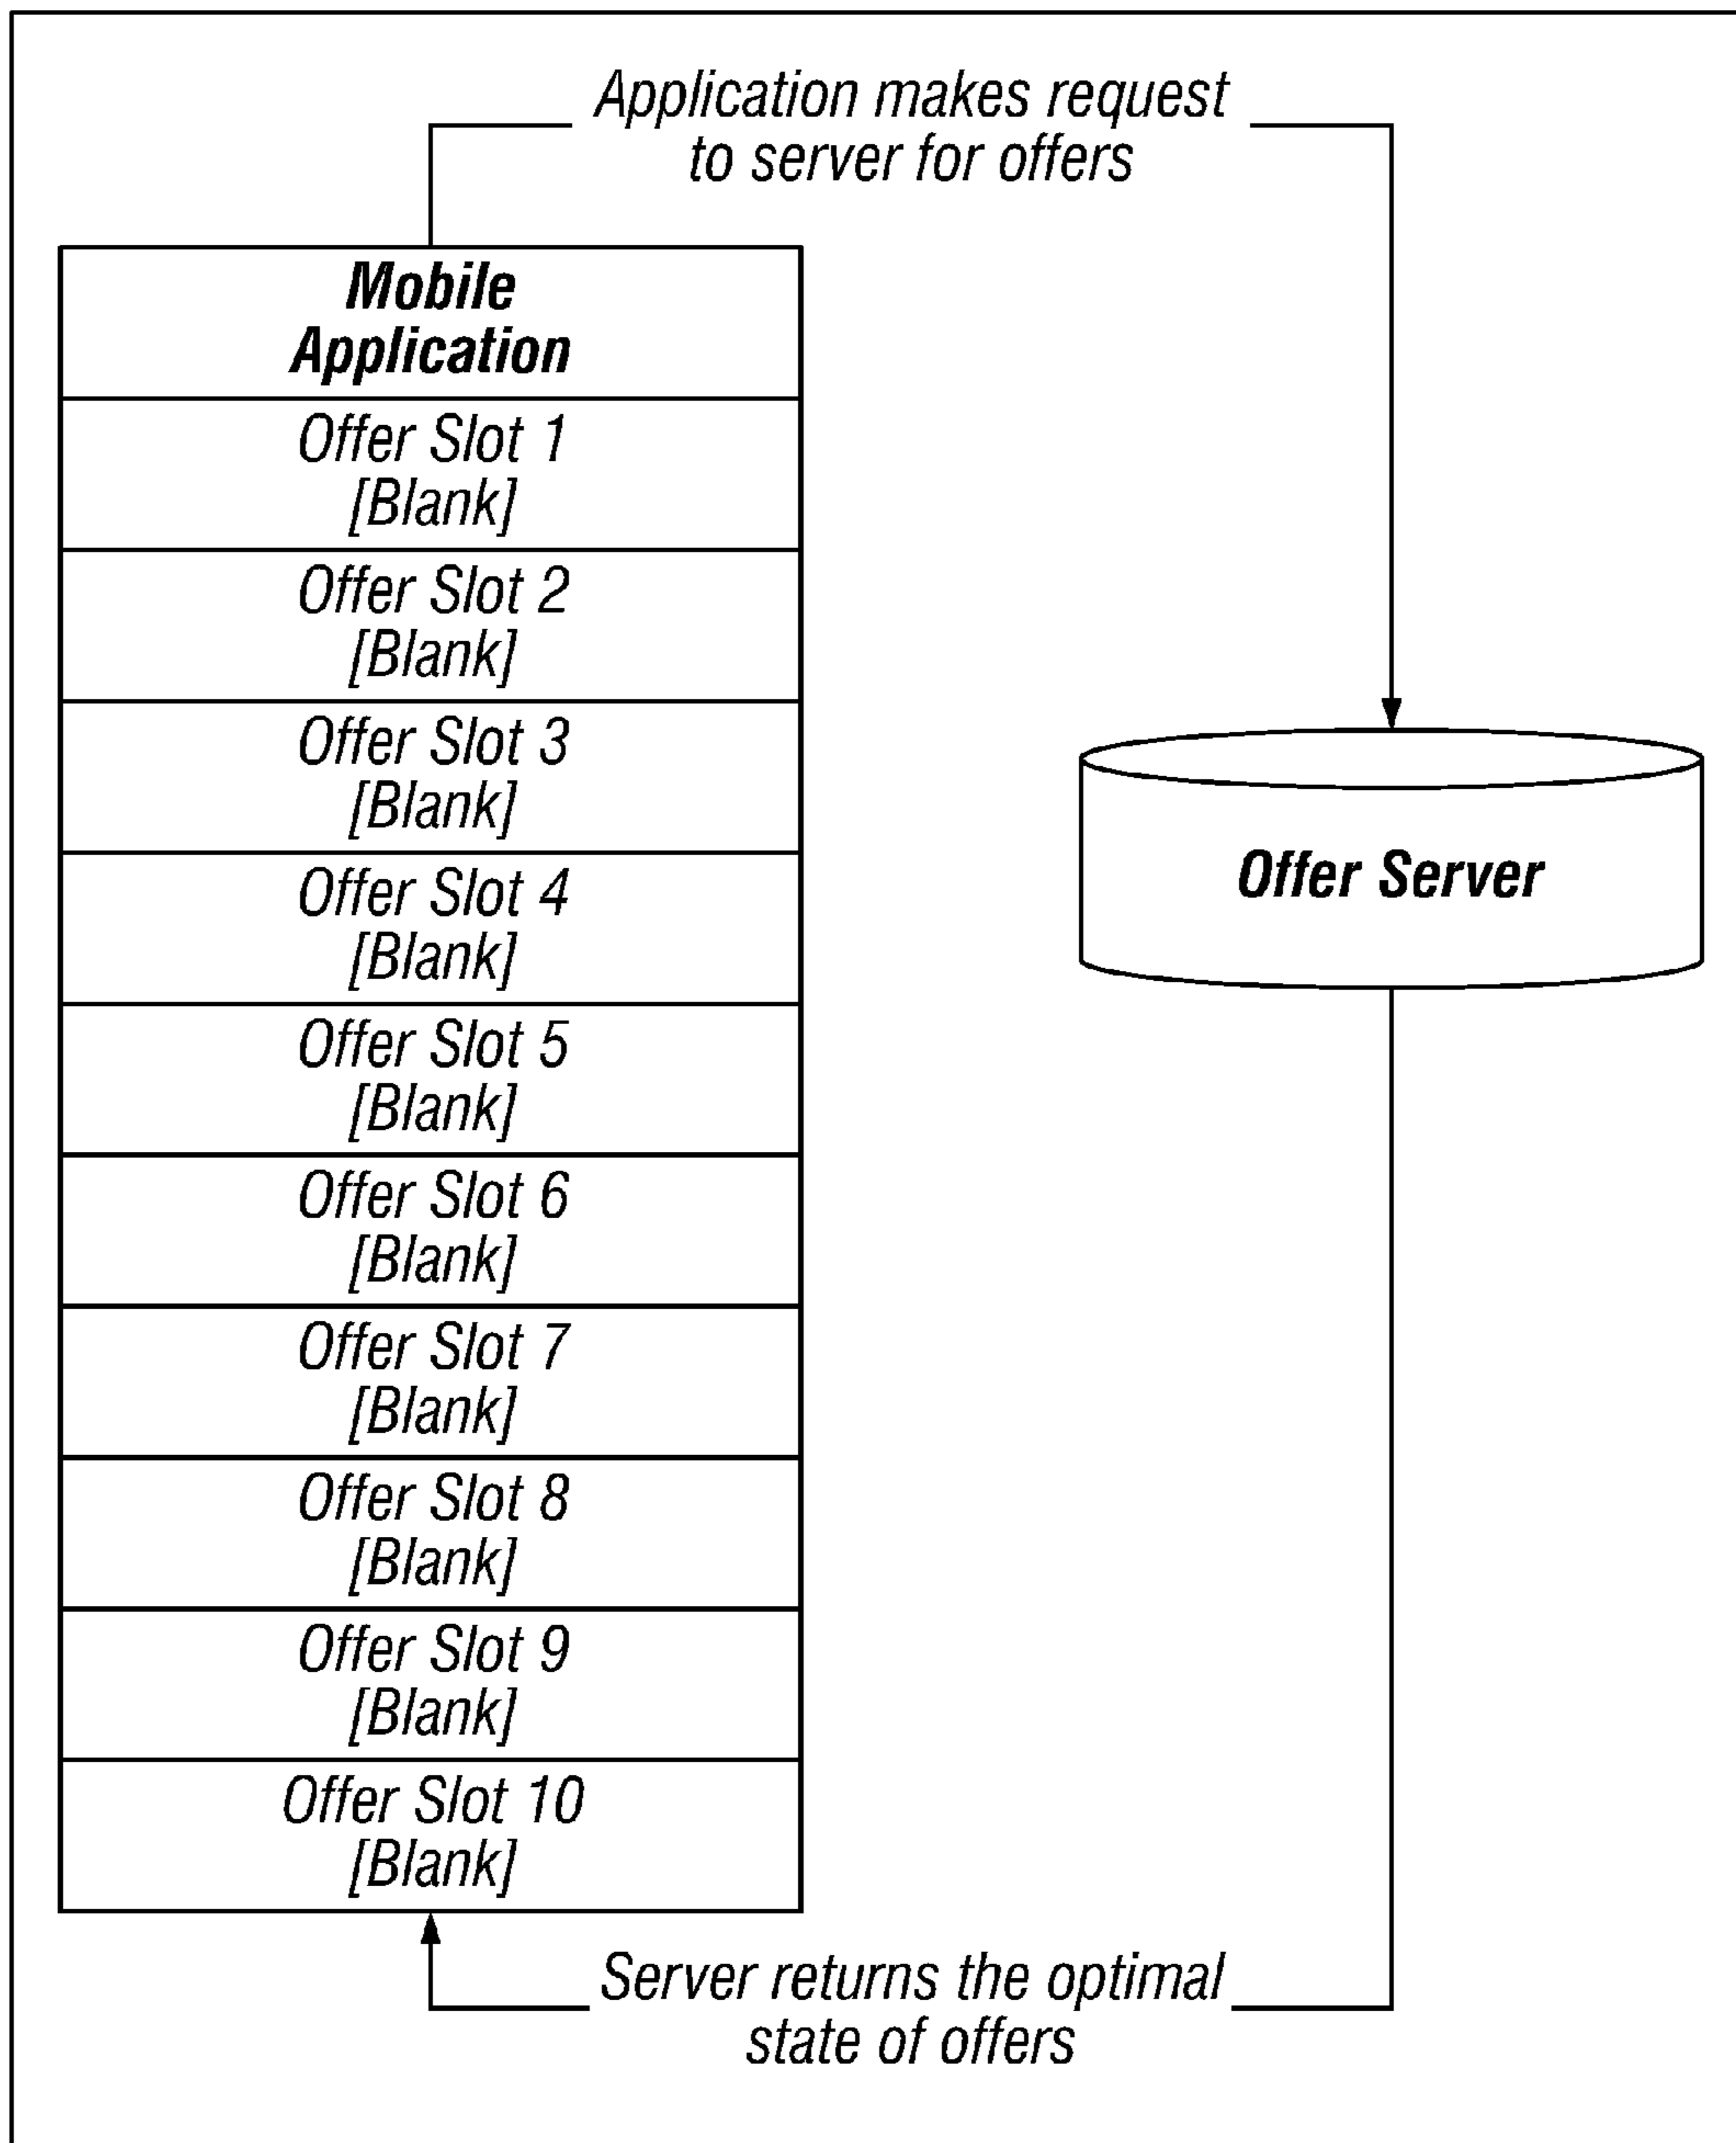 Application makes request
to server for offers
Mobile
Application
Offer Slot 1
[Blank]
Offer Slot 2
[Blank]
Offer Slot 3
[Blank]
Offer Slot 4
[Blank]
Offer Slot 5
[Blank]
Offer Slot 6
[Blank]
Offer Slot 7
[Blank]
Offer Slot 8
[Blank]
Offer Slot 9
[Blank]
Offer Slot 10
[Blank]
Offer Server
Server returns the optimal
state of offers